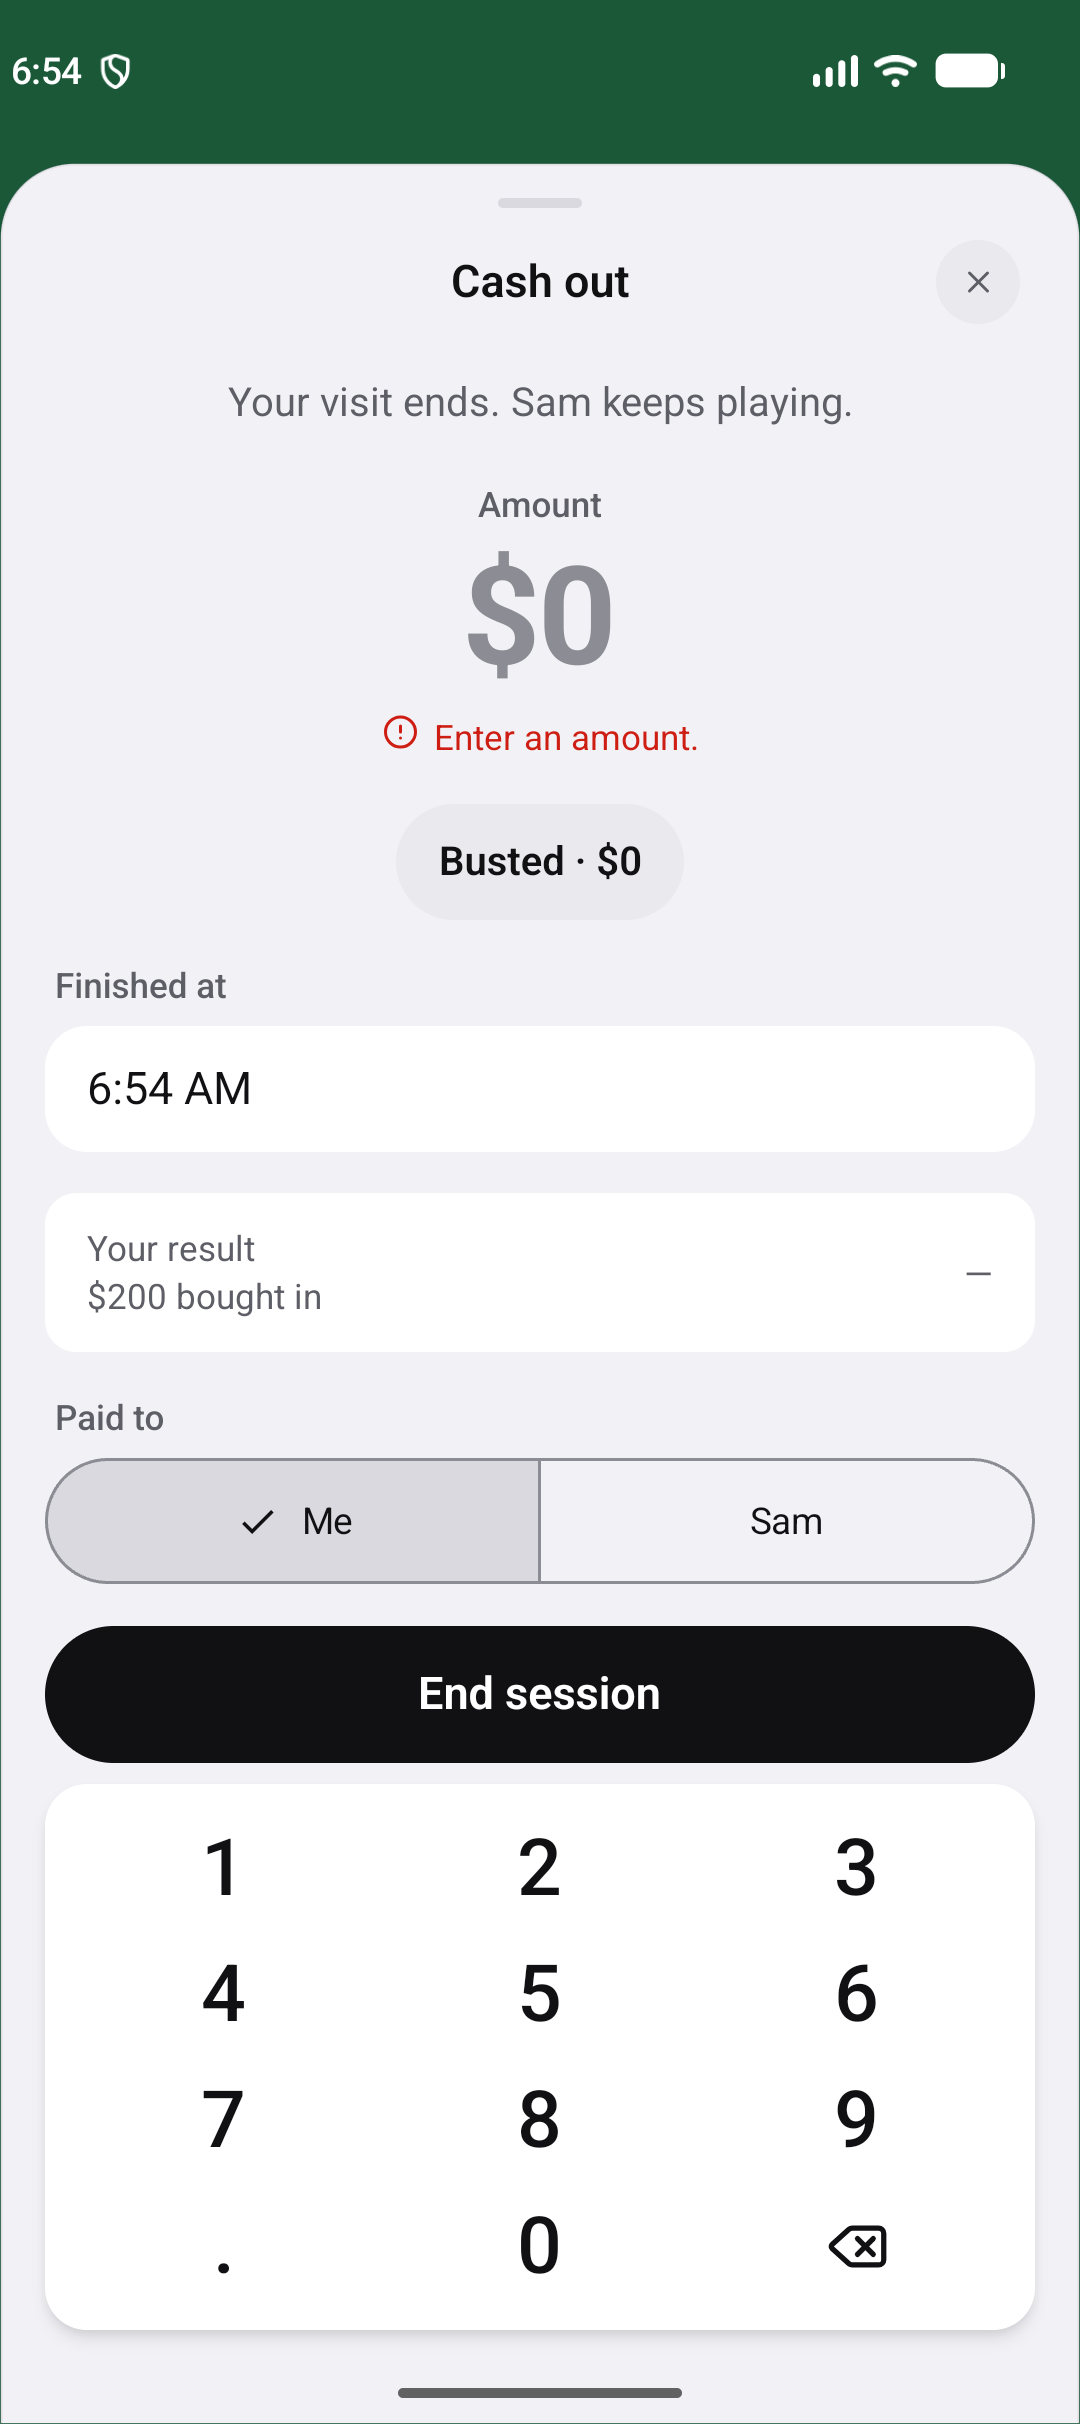 6:54
Cash out
Your visit ends. Sam keeps playing.
Amount
$0
Enter an amount.
Busted · $0
Finished at
6:54 AM
Your result
$200 bought in
—
Paid to
Me
Sam
End session
1 2 3
4 5 6
7 8 9
. 0